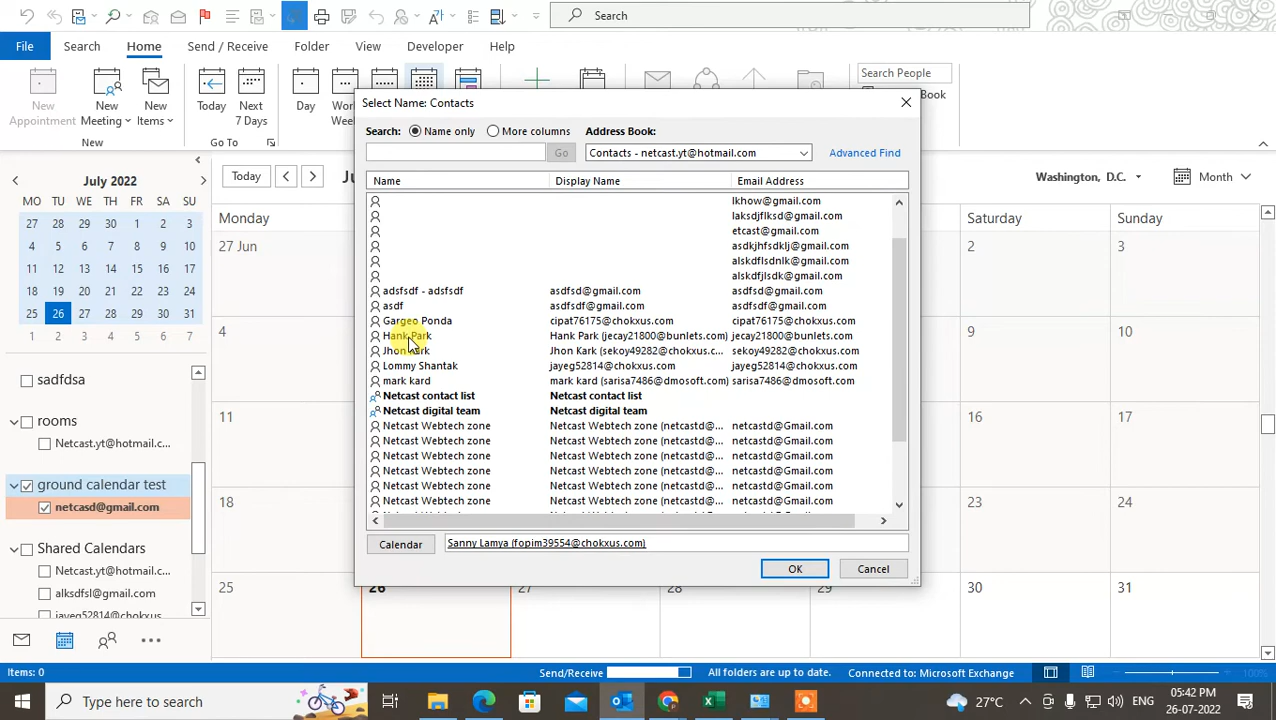 Search
File
Search
Home
Send / Receive
Folder
View
Developer
Help
New Appointment
New Meeting
New Items
Today
Next 7 Days
Day
Search People
New
Go To
Select Name: Contacts
Search:
Name only
More columns
Address Book:
Go
Contacts - netcast.yt@hotmail.com
Advanced Find
Name
Display Name
Email Address
lkhow@gmail.com
laksdjflksd@gmail.com
etcast@gmail.com
asdkjhfsdklj@gmail.com
alskdflsdnlk@gmail.com
alskdfjlsdk@gmail.com
adsfsdf - adsfsdf asdfsd@gmail.com asdfsd@gmail.com
asdf asdfsdf@gmail.com asdfsdf@gmail.com
Gargeo Ponda cipat76175@chokxus.com cipat76175@chokxus.com
Hank Park Hank Park (jecay21800@bunlets.com) jecay21800@bunlets.com
Jhon Kark Jhon Kark (sekoy49282@chokxus.c... sekoy49282@chokxus.com
Lommy Shantak jayeg52814@chokxus.com jayeg52814@chokxus.com
mark kard mark kard (sarisa7486@dmosoft.com) sarisa7486@dmosoft.com
Netcast contact list Netcast contact list
Netcast digital team Netcast digital team
Netcast Webtech zone Netcast Webtech zone (netcastd@... netcastd@Gmail.com
Netcast Webtech zone Netcast Webtech zone (netcastd@... netcastd@Gmail.com
Netcast Webtech zone Netcast Webtech zone (netcastd@... netcastd@Gmail.com
Netcast Webtech zone Netcast Webtech zone (netcastd@... netcastd@Gmail.com
Netcast Webtech zone Netcast Webtech zone (netcastd@... netcastd@Gmail.com
Netcast Webtech zone Netcast Webtech zone (netcastd@... netcastd@Gmail.com
Calendar
Sanny Lamya (fopim39554@chokxus.com)
OK
Cancel
July 2022
MO TU WE TH FR SA SU
27 28 29 30 1 2 3
4 5 6 7 8 9 10
11 12 13 14 15 16 17
18 19 20 21 22 23 24
25 26 27 28 29 30 31
1 2 3 4 5 6 7
sadfdsa
rooms
Netcast.yt@hotmail.c...
ground calendar test
netcasd@gmail.com
Shared Calendars
netcast.yt@hotmail.c...
alksdfsl@gmail.com
jayeg52814@chokxus
Today
Washington, D.C.
Month
Monday
Saturday
Sunday
27 Jun
2
3
4
9
10
11
16
17
18
23
24
25
26
27
28
29
30
31
Items: 0
Send/Receive
All folders are up to date.
Connected to: Microsoft Exchange
100%
Type here to search
27°C
ENG
05:42 PM
26-07-2022